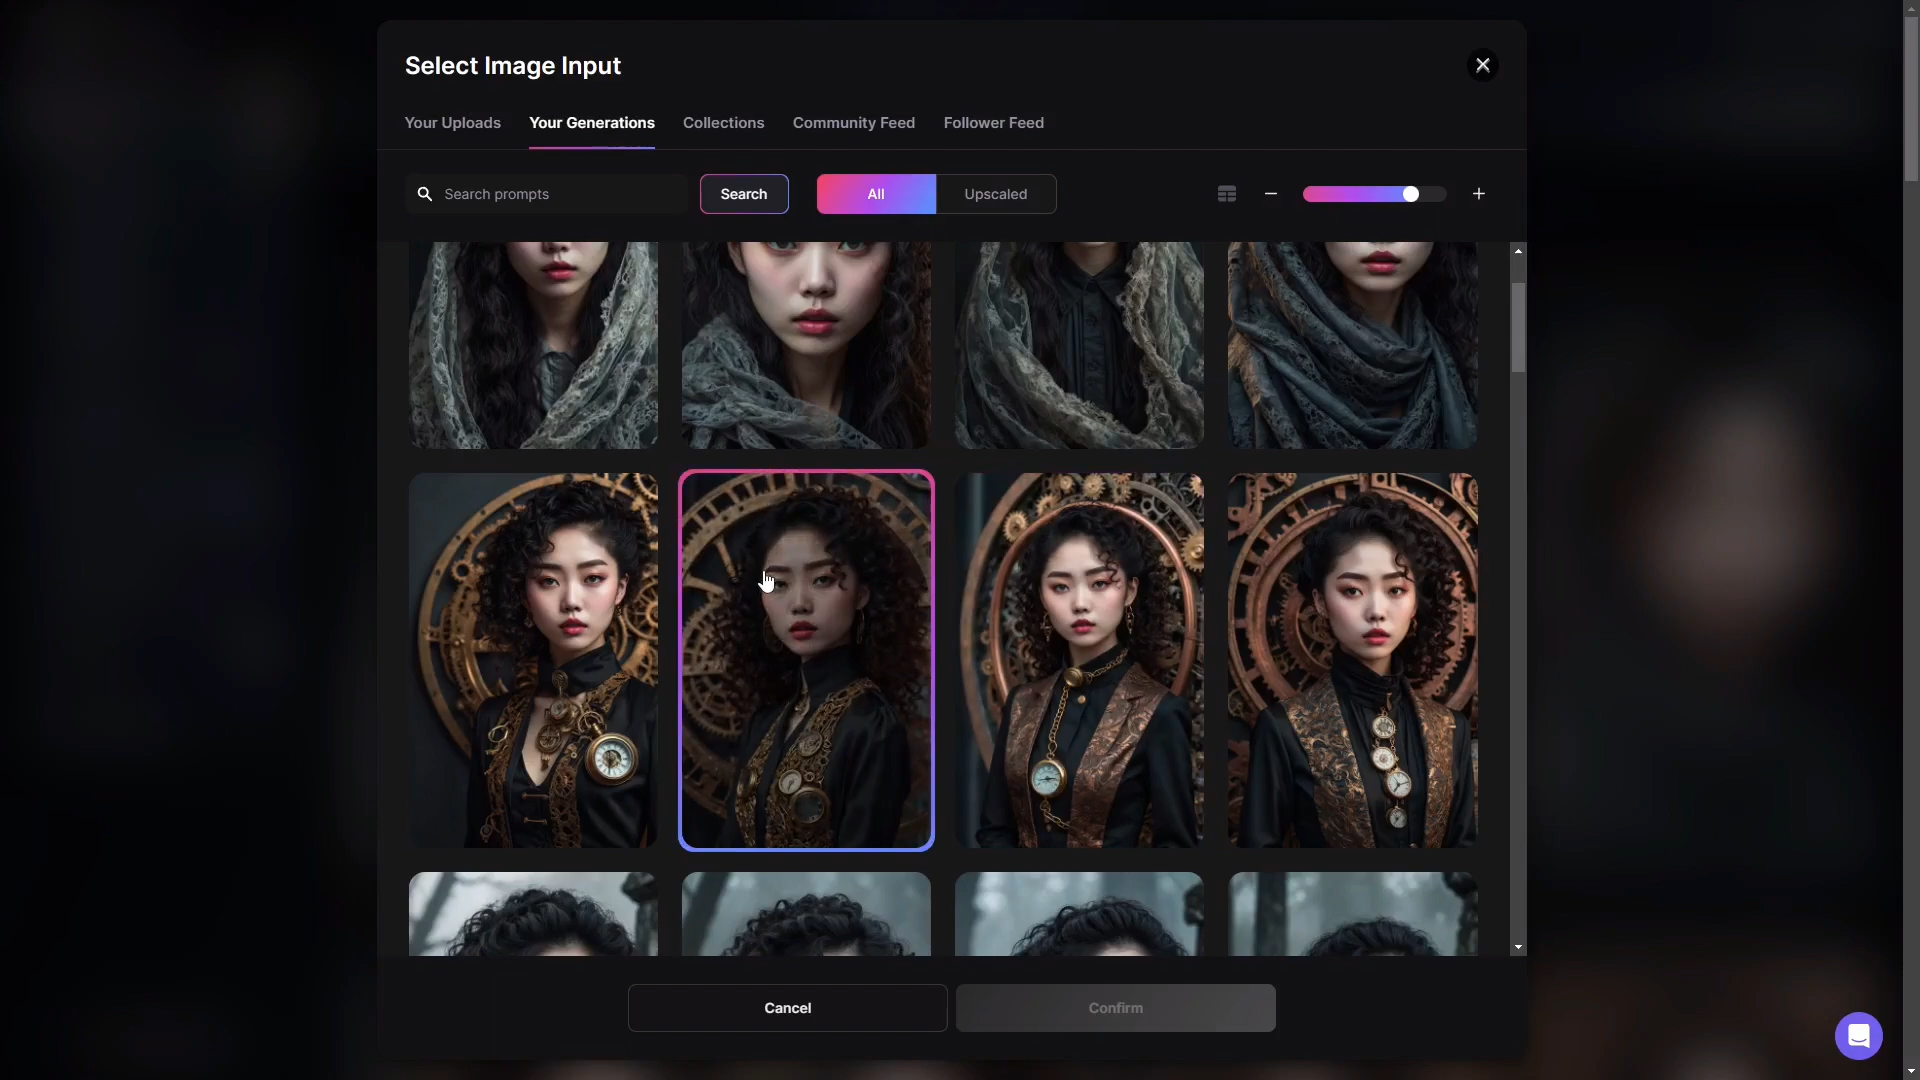 Select Image Input
Your Uploads Your Generations Collections Community Feed Follower Feed
Search prompts Search All Upscaled
Cancel Confirm